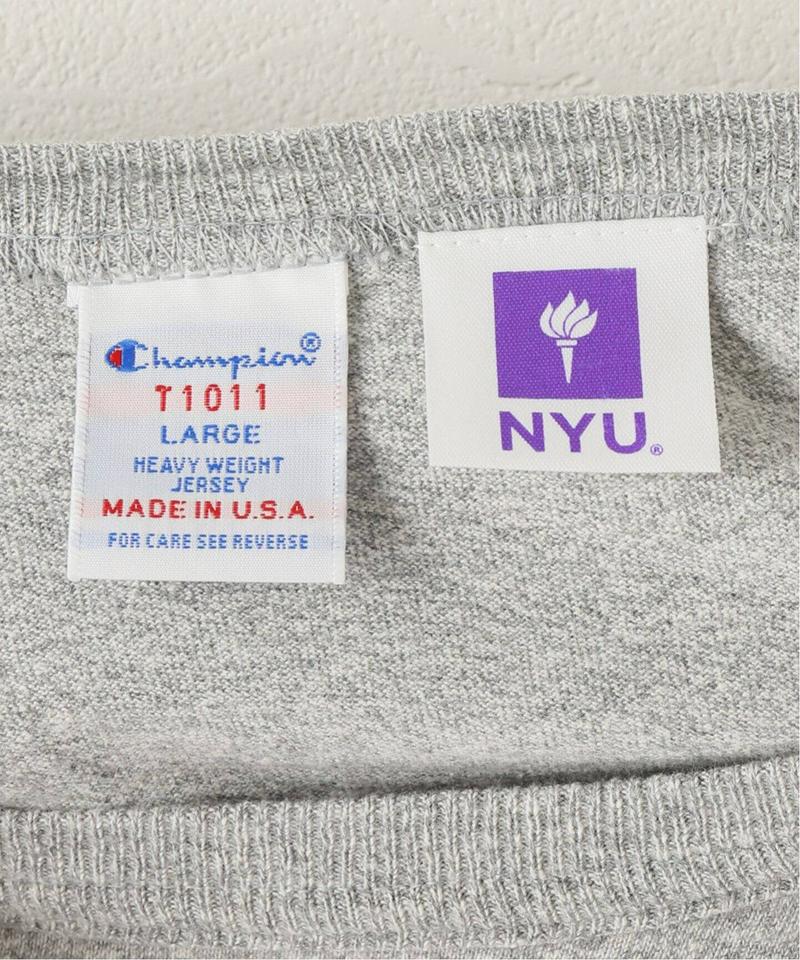 Champion®
T1011
LARGE
HEAVY WEIGHT
JERSEY
MADE IN U.S.A.
FOR CARE SEE REVERSE
NYU®